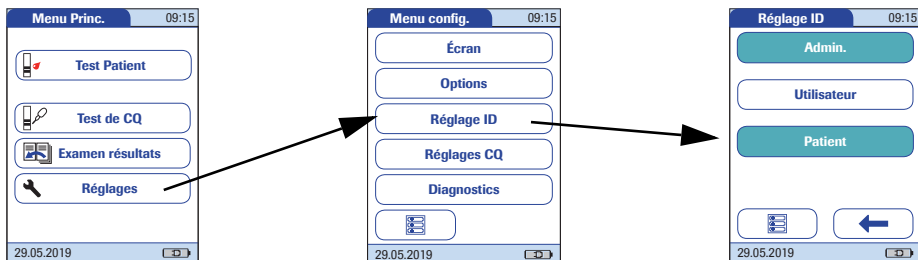 Menu Princ. 09:15
Test Patient
Test de CQ
Examen résultats
Réglages
29.05.2019
Menu config. 09:15
Écran
Options
Réglage ID
Réglages CQ
Diagnostics
29.05.2019
Réglage ID 09:15
Admin.
Utilisateur
Patient
29.05.2019